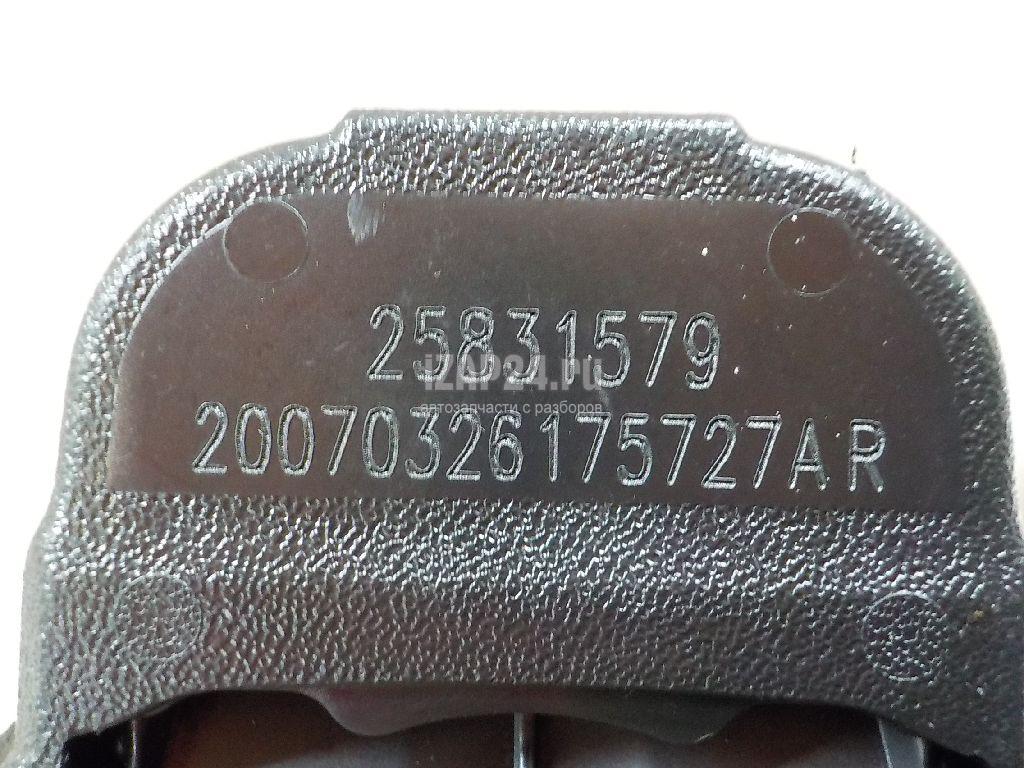 25831579
iZAP24.ru
автозапчасти с разборов
20070326175727AR